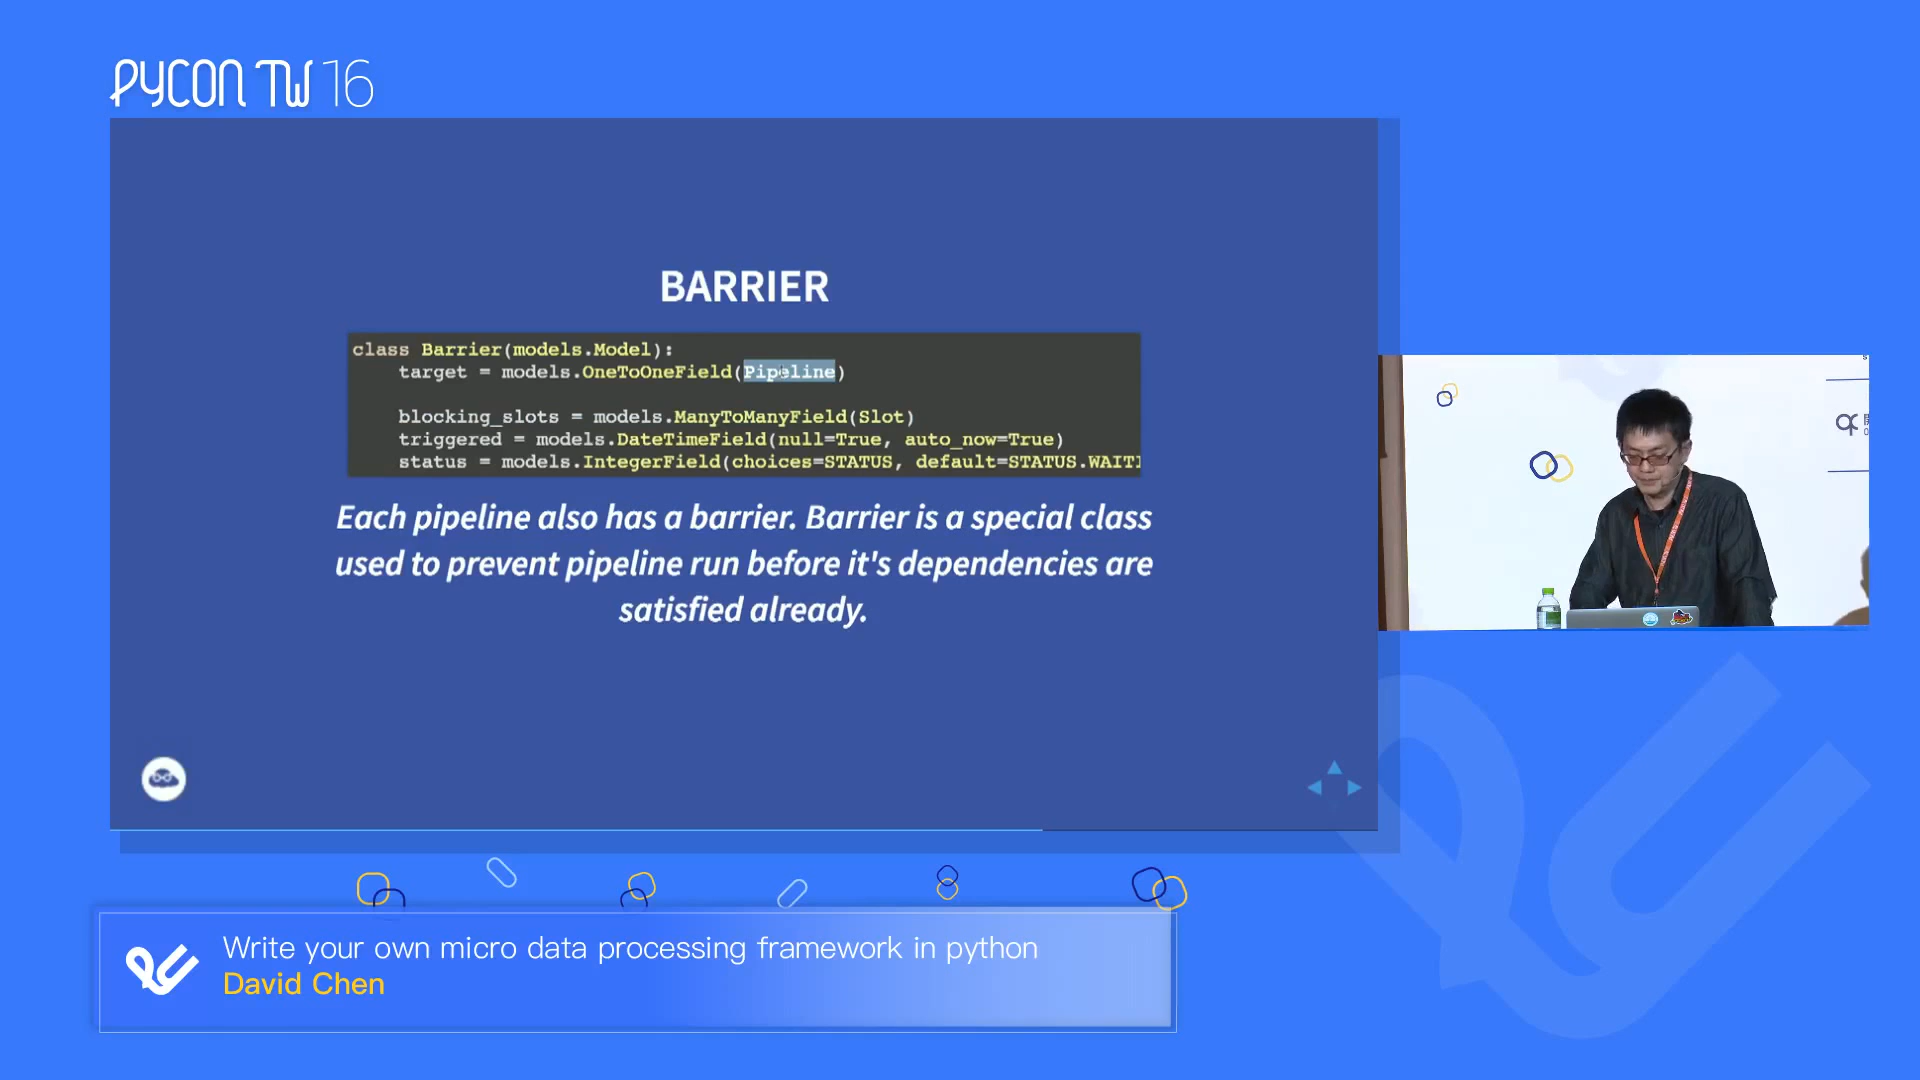 PYCON TW 16
BARRIER
class Barrier(models.Model):
target = models.OneToOneField(Pipeline)
blocking_slots = models.ManyToManyField(Slot)
triggered = models.DateTimeField(null=True, auto_now=True)
status = models.IntegerField(choices=STATUS, default=STATUS.WAITI
Each pipeline also has a barrier. Barrier is a special class
used to prevent pipeline run before it's dependencies are
satisfied already.
Write your own micro data processing framework in python
David Chen